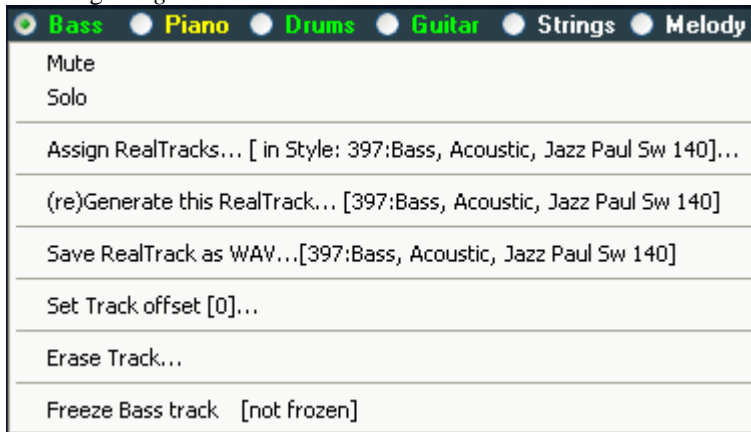 Bass Piano Drums Guitar Strings Melody
Mute
Solo
Assign RealTracks... [ in Style: 397:Bass, Acoustic, Jazz Paul Sw 140]...
(re)Generate this RealTrack... [397:Bass, Acoustic, Jazz Paul Sw 140]
Save RealTrack as WAV...[397:Bass, Acoustic, Jazz Paul Sw 140]
Set Track offset [0]...
Erase Track...
Freeze Bass track [not frozen]